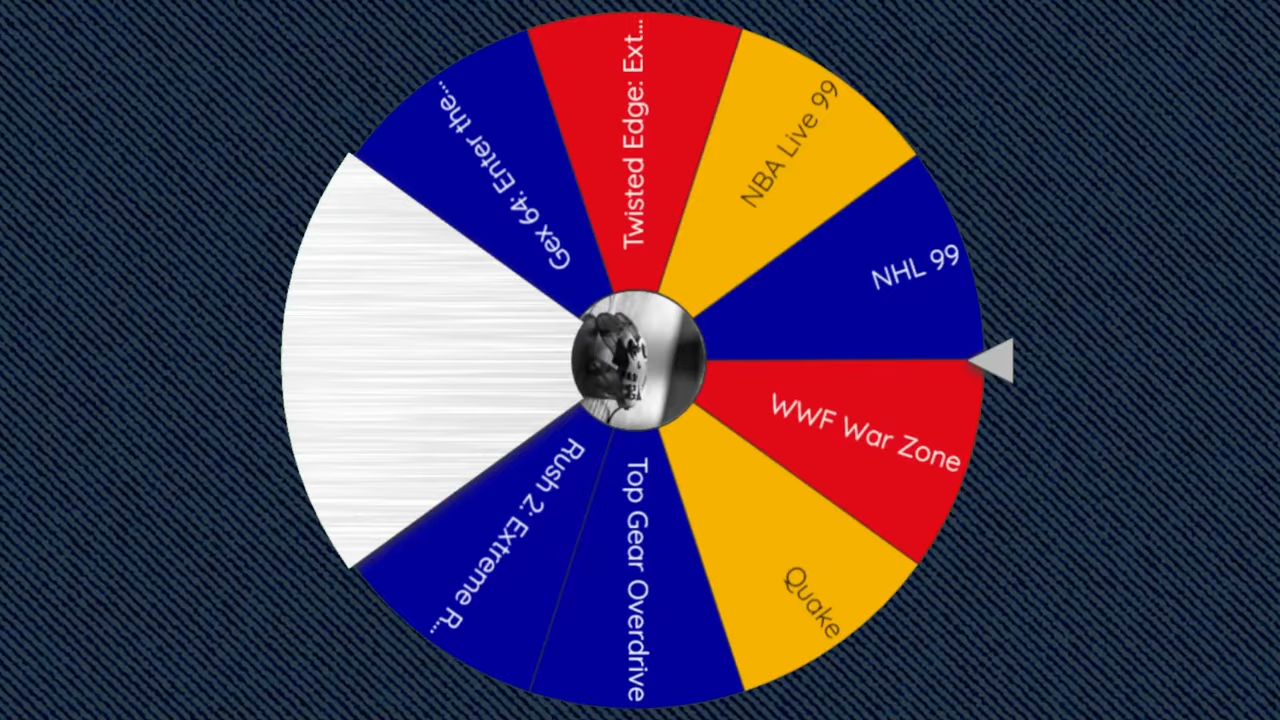 Twisted Edge: Ext...
NBA Live 99
NHL 99
WWF War Zone
Quake
Top Gear Overdrive
Rush 2: Extreme R...
Gex 64: Enter the...